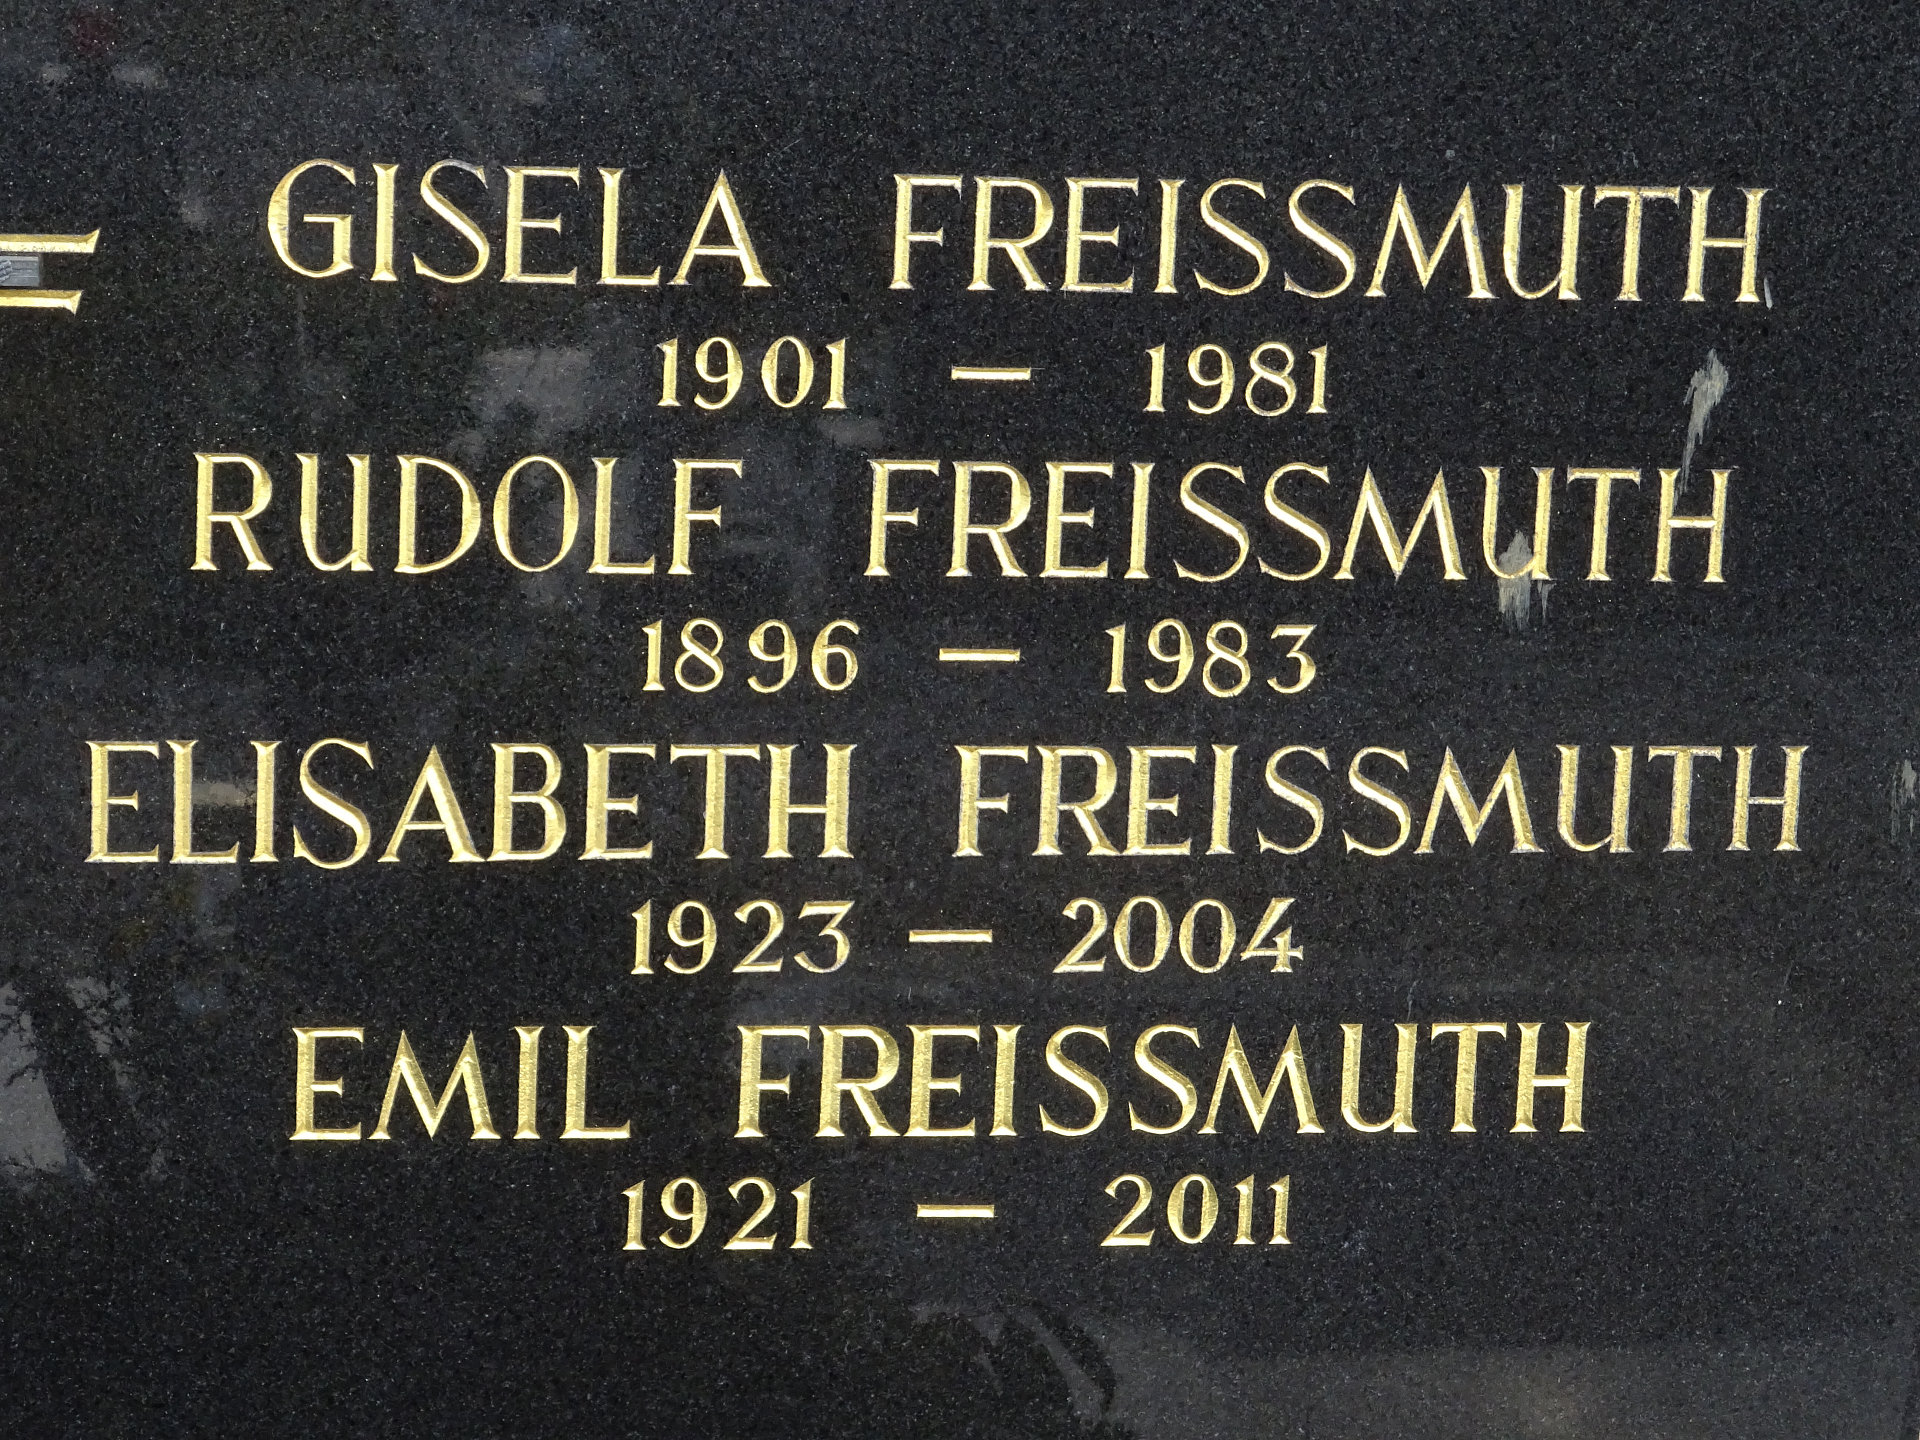 GISELA FREISSMUTH
1901 — 1981
RUDOLF FREISSMUTH
1896 — 1983
ELISABETH FREISSMUTH
1923 — 2004
EMIL FREISSMUTH
1921 — 2011